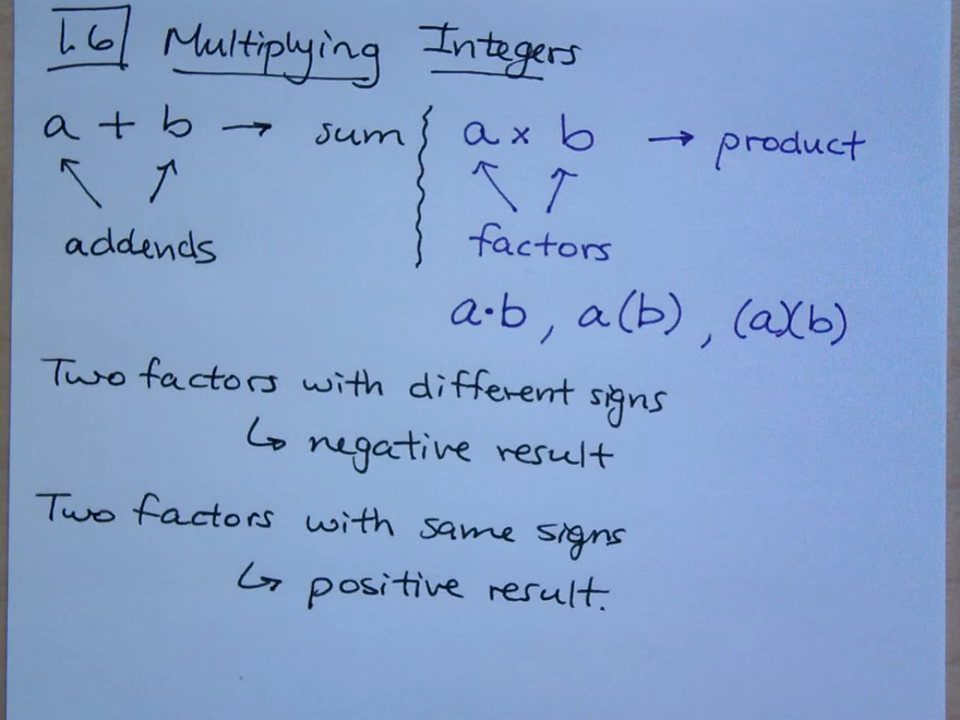 1.6 Multiplying Integers
a + b → sum
addends
a × b → product
factors
a·b , a(b) , (a)(b)
Two factors with different signs
↳ negative result
Two factors with same signs
↳ positive result.